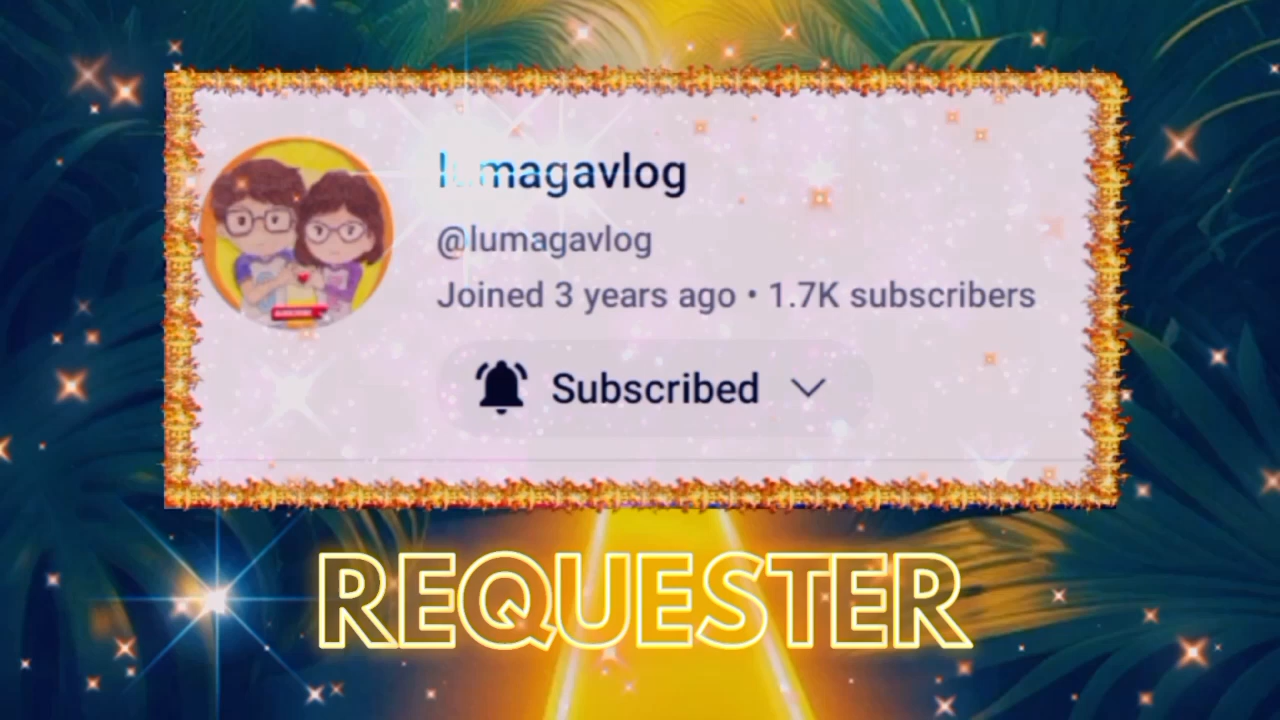 lumagavlog
@lumagavlog
Joined 3 years ago • 1.7K subscribers
Subscribed
REQUESTER